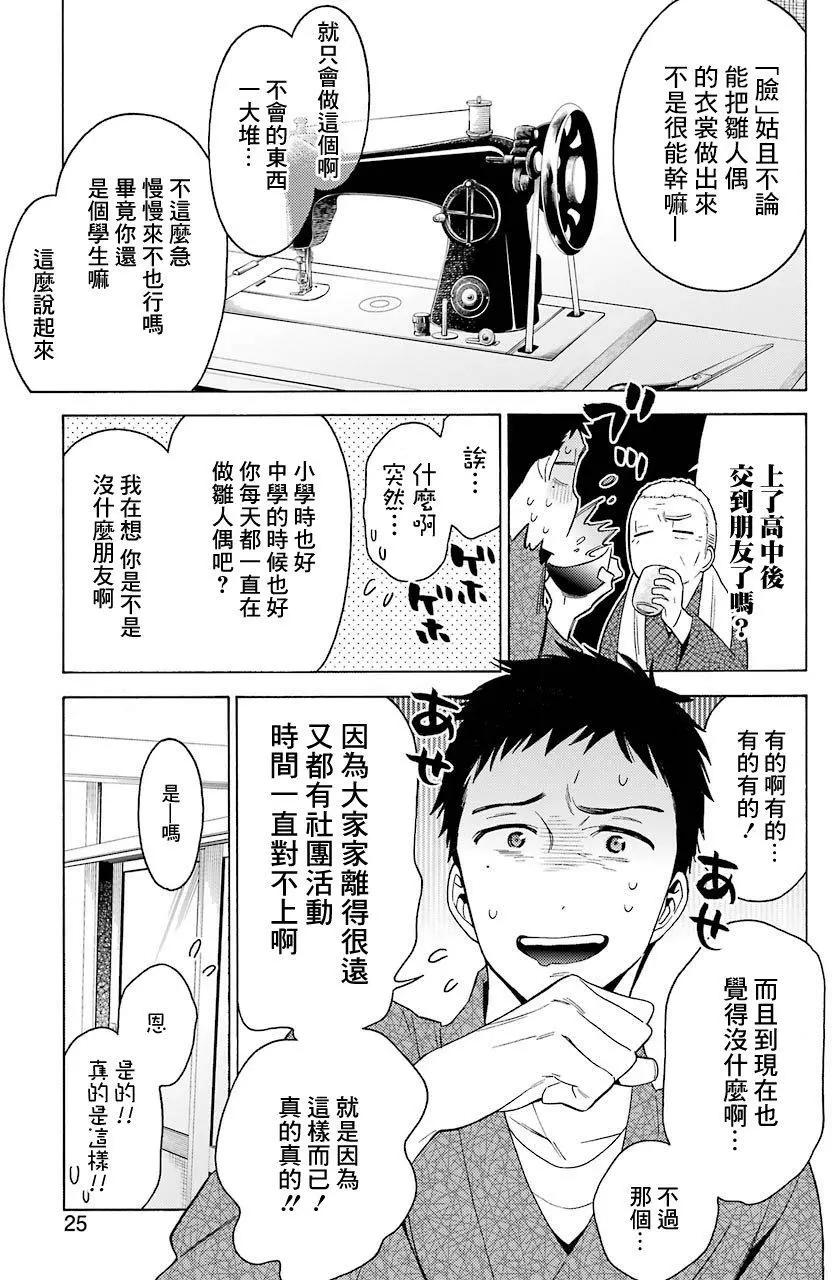 「臉」姑且不論
能把雛人偶
的衣裳做出來
不是很能幹嘛─
就只會做這個啊
不會的東西
一大堆…
不這麼急
慢慢來不也行嗎
畢竟你還
是個學生嘛
這麼說起來
上了高中後
交到朋友了嗎？
ブッ
誒…
什麼啊
突然…
ゲホ
ゲホ
小學時也好
中學的時候也好
你每天都一直在
做雛人偶吧？
我在想 你是不是
沒什麼朋友啊
有的啊有的…
有的有的！
あせ
あせ
而且到現在也
覺得沒什麼啊…
不過
那個…
因為大家家離得很遠
又都有社團活動
時間一直對不上啊
就是因為
這樣而已！
真的真的!!
是─嗎
恩
是的!!
真的是這樣!!
25